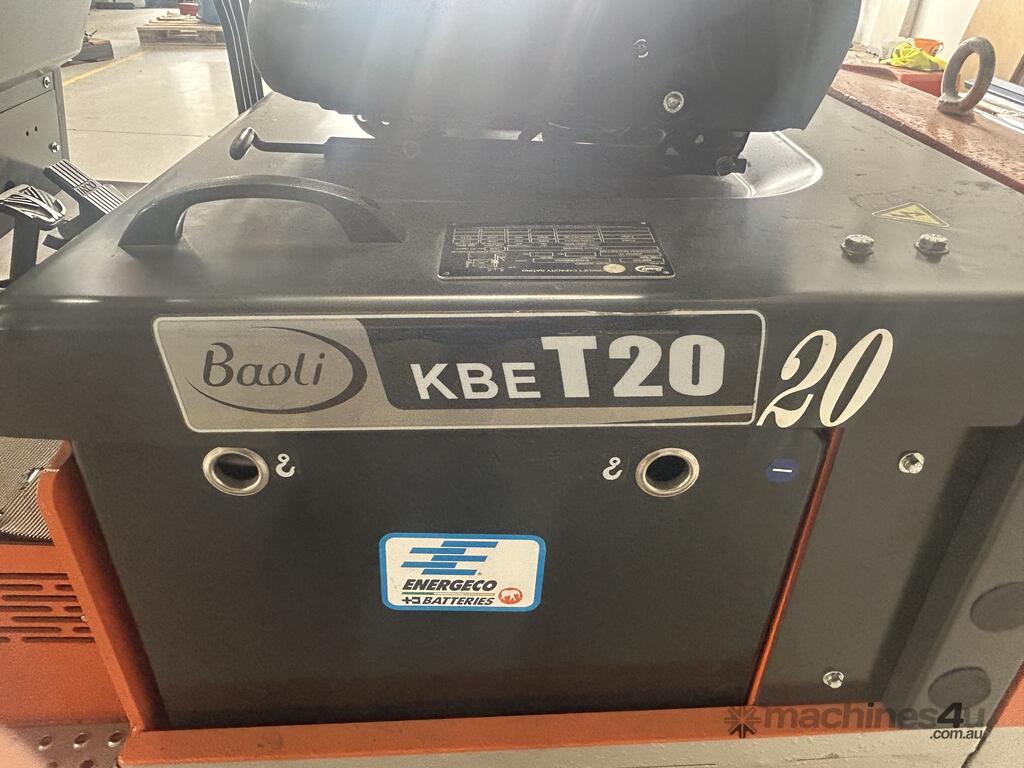 Baoli
KBE T20
20
ENERGECO
BATTERIES
machines4u
.com.au